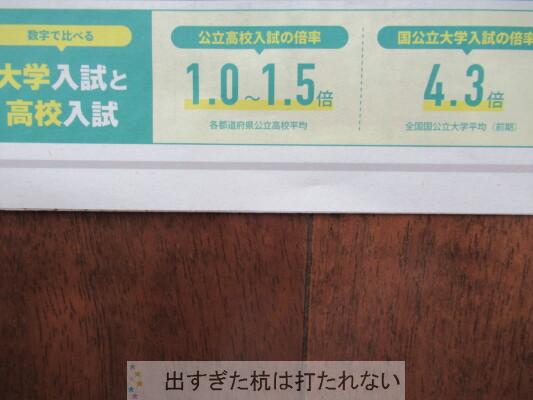 数字で比べる
大学入試と
高校入試
公立高校入試の倍率
1.0～1.5倍
各都道府県公立高校平均
国公立大学入試の倍率
4.3倍
全国国公立大学平均（前期）
出すぎた杭は打たれない